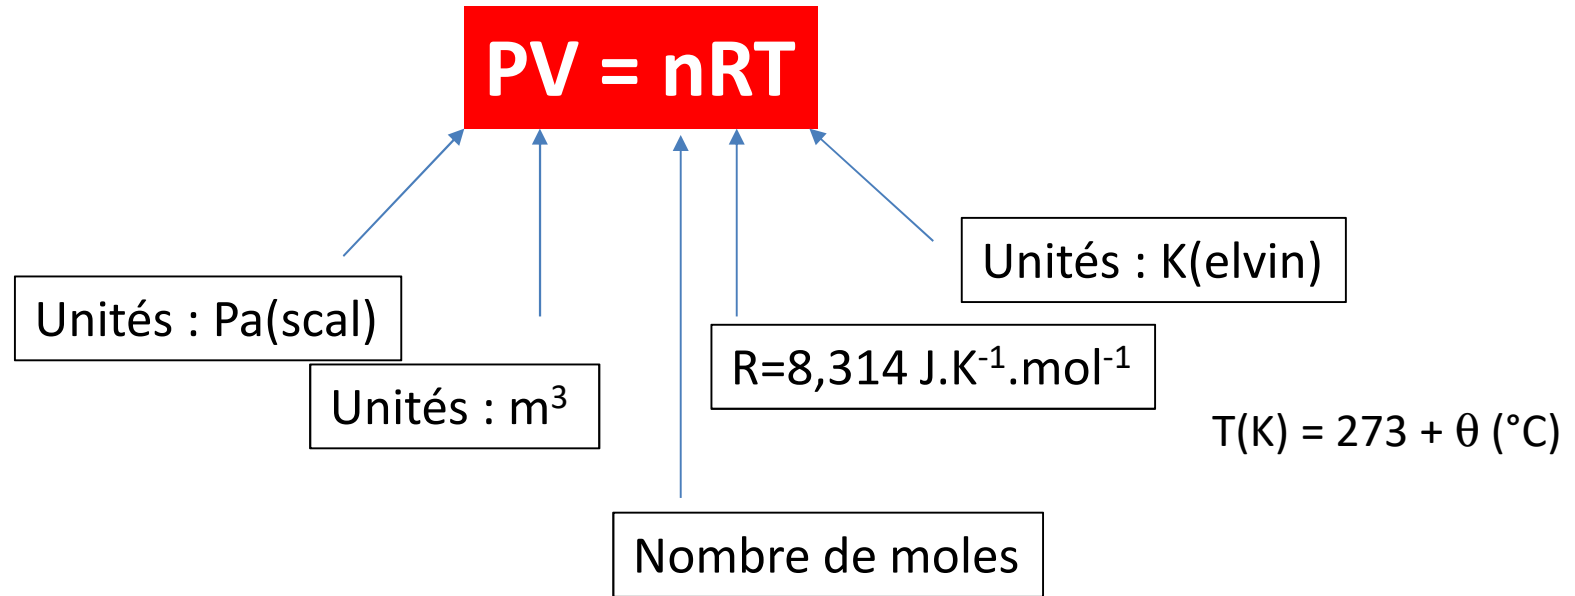 PV = nRT
Unités : K(elvin)
Unités : Pa(scal)
R=8,314 J.K⁻¹.mol⁻¹
Unités : m³
T(K) = 273 + θ (°C)
Nombre de moles